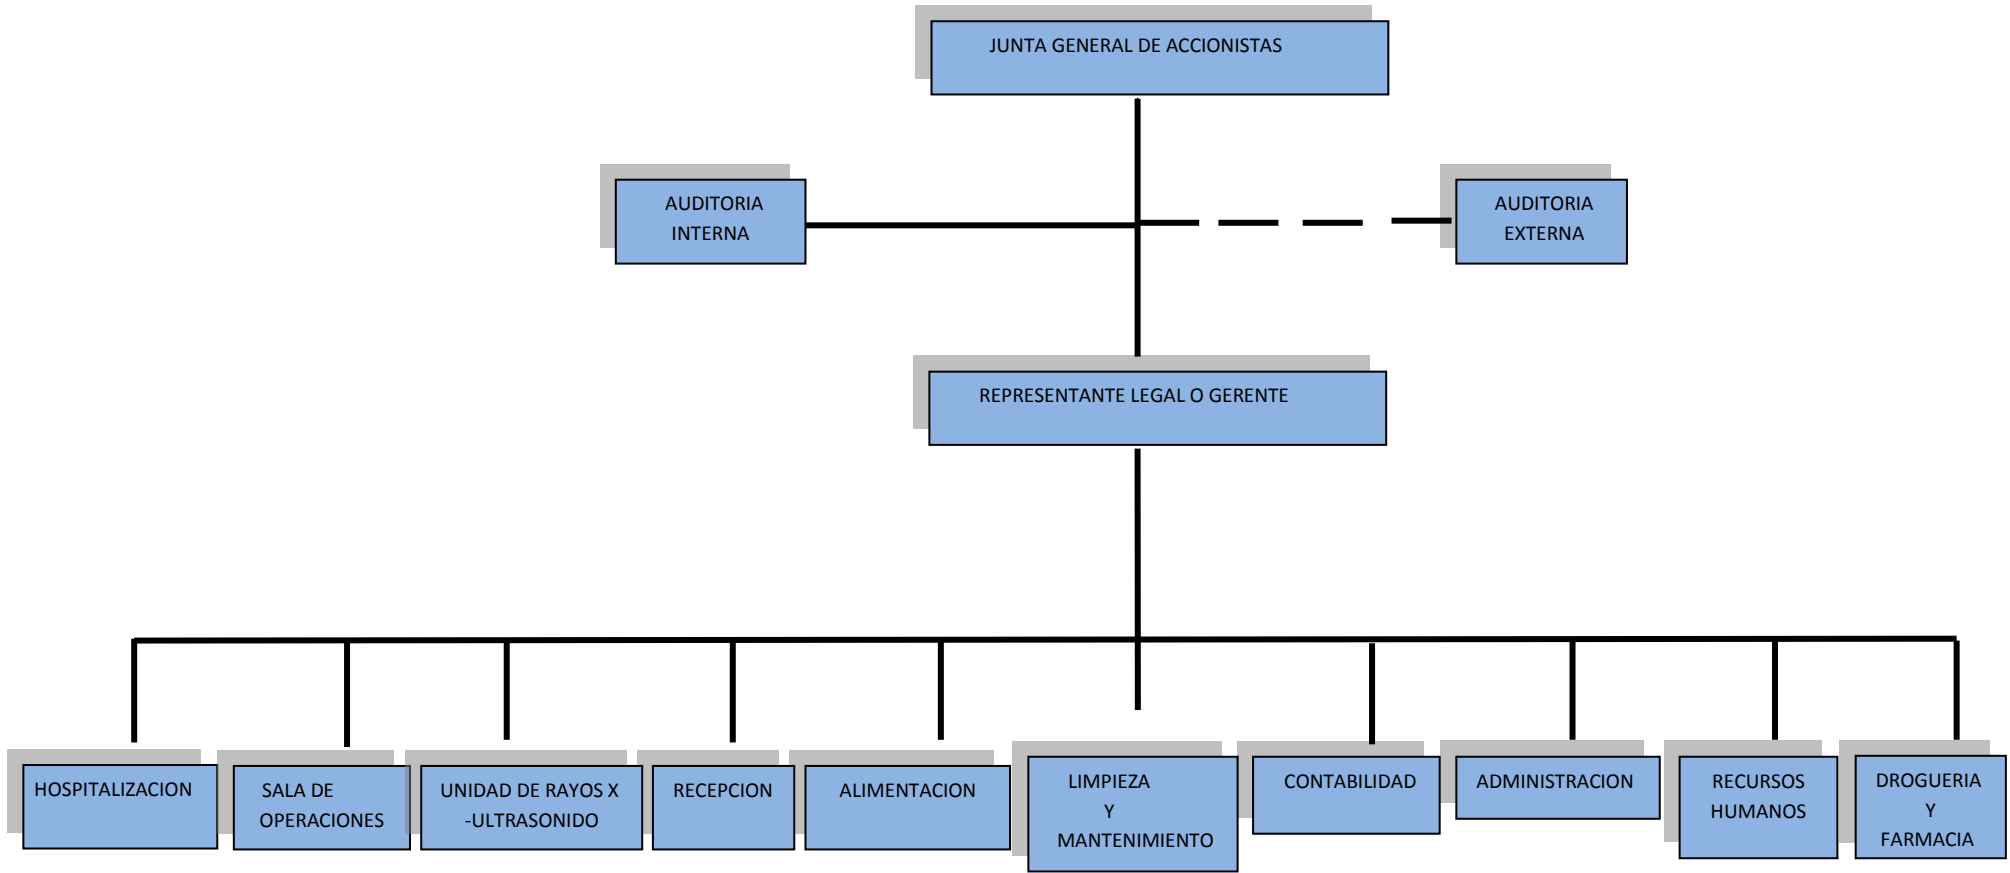 JUNTA GENERAL DE ACCIONISTAS
AUDITORIA
INTERNA
AUDITORIA
EXTERNA
REPRESENTANTE LEGAL O GERENTE
HOSPITALIZACION
SALA DE
OPERACIONES
UNIDAD DE RAYOS X
-ULTRASONIDO
RECEPCION
ALIMENTACION
LIMPIEZA
Y
MANTENIMIENTO
CONTABILIDAD
ADMINISTRACION
RECURSOS
HUMANOS
DROGUERIA
Y
FARMACIA